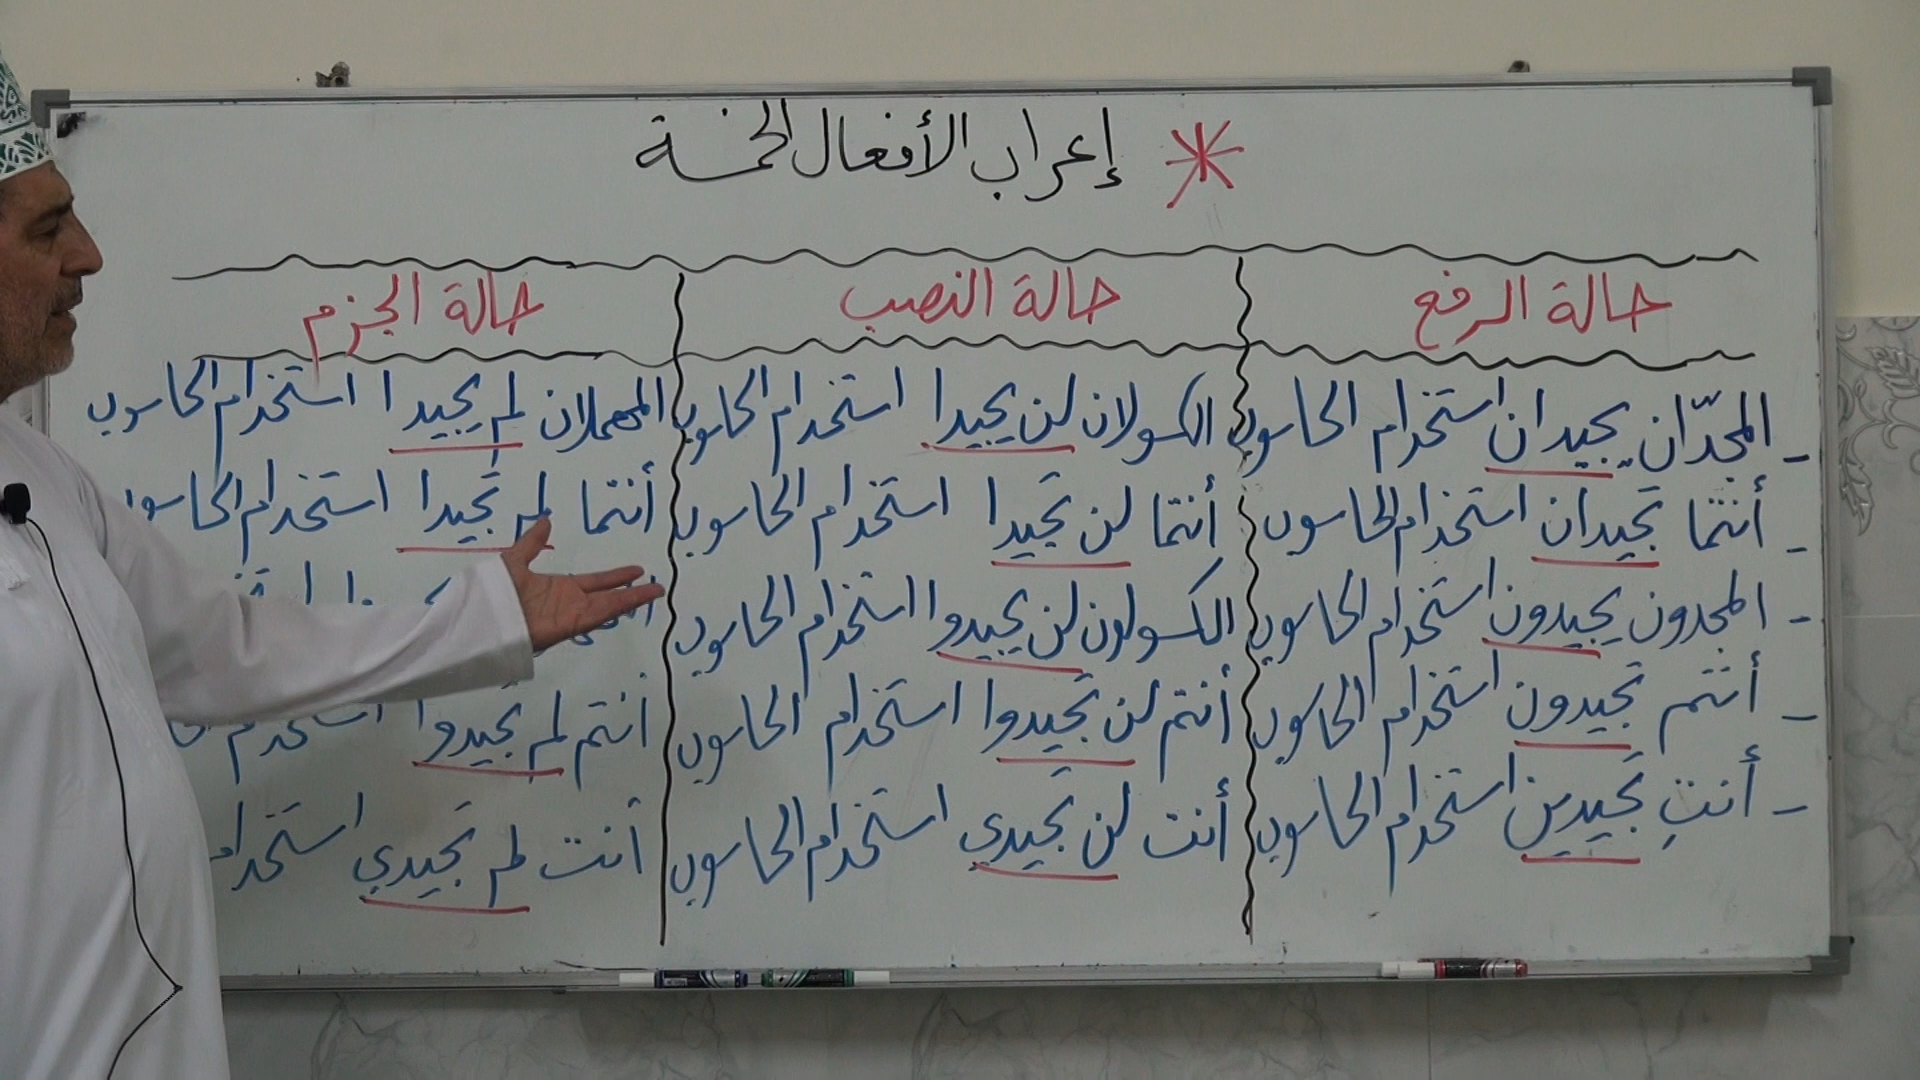 إعراب الأفعال الخمسة
حالة الرفع
حالة النصب
حالة الجزم
- المجدّان يجيدان استخدام الحاسوب
الكسولان لن يجيدا استخدام الحاسوب
المهملان لم يجيدا استخدام الحاسوب
- أنتما تجيدان استخدام الحاسوب
أنتما لن تجيدا استخدام الحاسوب
أنتما لم تجيدا استخدام الحاسوب
- المجدون يجيدون استخدام الحاسوب
الكسولون لن يجيدوا استخدام الحاسوب
- أنتم تجيدون استخدام الحاسوب
أنتم لن تجيدوا استخدام الحاسوب
أنتم لم تجيدوا استخدام
- أنتِ تجيدين استخدام الحاسوب
أنت لن تجيدي استخدام الحاسوب
أنت لم تجيدي استخدام